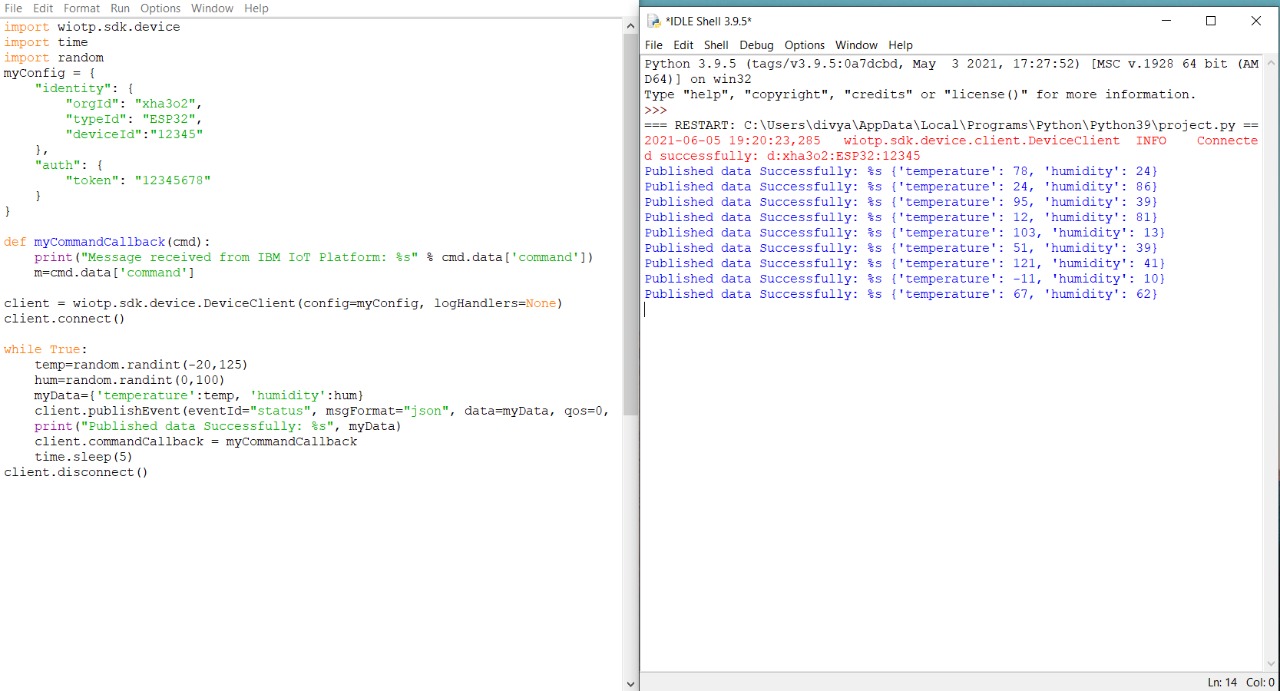 File Edit Format Run Options Window Help
import wiotp.sdk.device
import time
import random
myConfig = {
    "identity": {
        "orgId": "xha3o2",
        "typeId": "ESP32",
        "deviceId":"12345"
    },
    "auth": {
        "token": "12345678"
    }
}

def myCommandCallback(cmd):
    print("Message received from IBM IoT Platform: %s" % cmd.data['command'])
    m=cmd.data['command']

client = wiotp.sdk.device.DeviceClient(config=myConfig, logHandlers=None)
client.connect()

while True:
    temp=random.randint(-20,125)
    hum=random.randint(0,100)
    myData={'temperature':temp, 'humidity':hum}
    client.publishEvent(eventId="status", msgFormat="json", data=myData, qos=0,
    print("Published data Successfully: %s", myData)
    client.commandCallback = myCommandCallback
    time.sleep(5)
client.disconnect()
*IDLE Shell 3.9.5*
File Edit Shell Debug Options Window Help
Python 3.9.5 (tags/v3.9.5:0a7dcbd, May  3 2021, 17:27:52) [MSC v.1928 64 bit (AM
D64)] on win32
Type "help", "copyright", "credits" or "license()" for more information.
>>>
=== RESTART: C:\Users\divya\AppData\Local\Programs\Python\Python39\project.py ==
2021-06-05 19:20:23,285   wiotp.sdk.device.client.DeviceClient  INFO    Connecte
d successfully: d:xha3o2:ESP32:12345
Published data Successfully: %s {'temperature': 78, 'humidity': 24}
Published data Successfully: %s {'temperature': 24, 'humidity': 86}
Published data Successfully: %s {'temperature': 95, 'humidity': 39}
Published data Successfully: %s {'temperature': 12, 'humidity': 81}
Published data Successfully: %s {'temperature': 103, 'humidity': 13}
Published data Successfully: %s {'temperature': 51, 'humidity': 39}
Published data Successfully: %s {'temperature': 121, 'humidity': 41}
Published data Successfully: %s {'temperature': -11, 'humidity': 10}
Published data Successfully: %s {'temperature': 67, 'humidity': 62}
Ln: 14 Col: 0